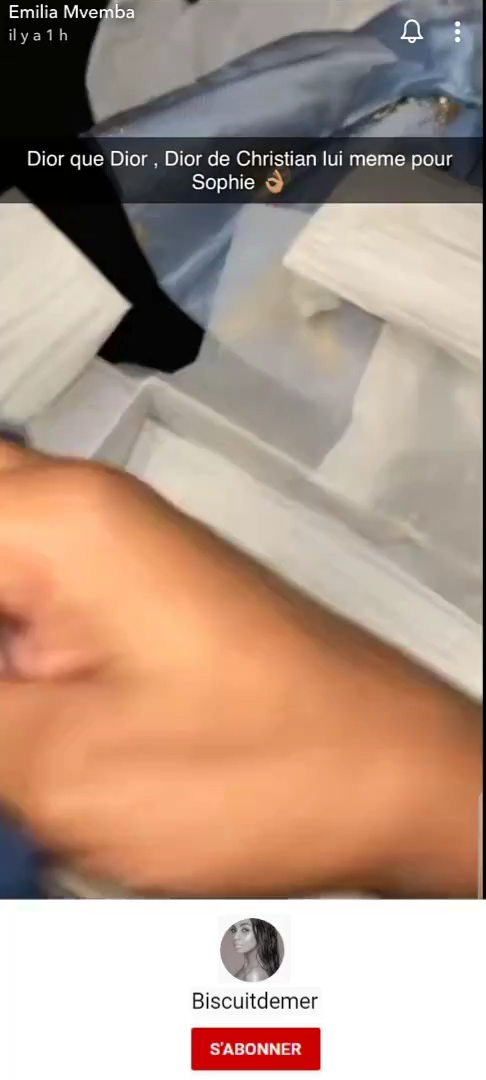 Emilia Mvemba
il y a 1 h
Dior que Dior , Dior de Christian lui meme pour
Sophie 👌🏽
Biscuitdemer
S'ABONNER